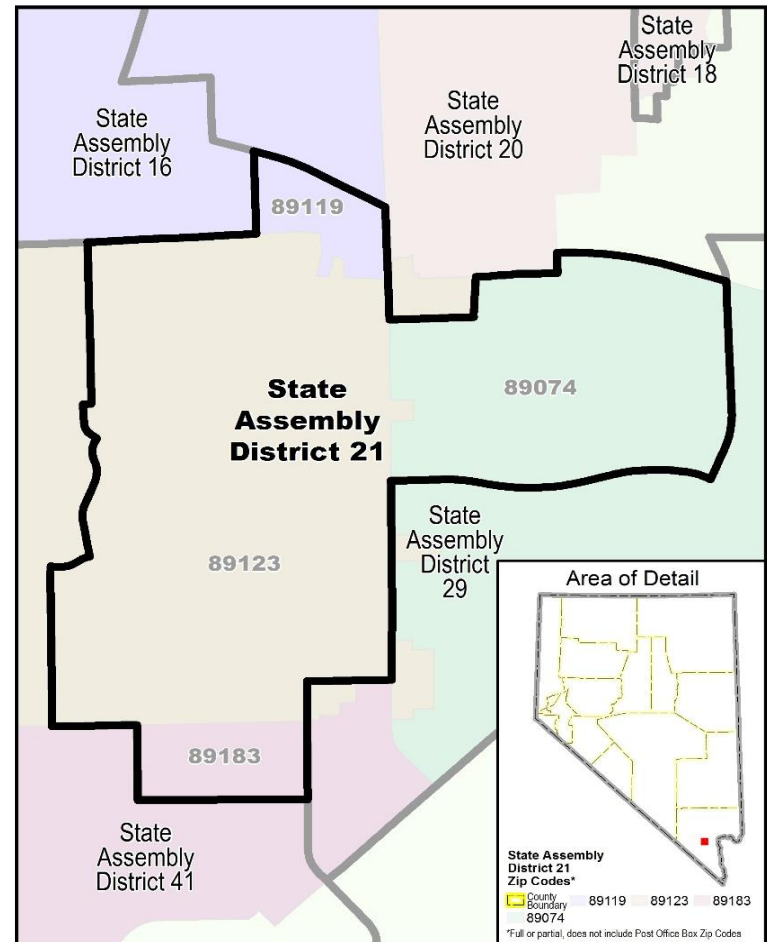 State
Assembly
District 18
State
Assembly
District 16
State
Assembly
District 20
89119
State
Assembly
District 21
89074
State
Assembly
District
29
89123
89183
State
Assembly
District 41
Area of Detail
State Assembly
District 21
Zip Codes*
County
Boundary
89119
89123
89183
89074
*Full or partial, does not include Post Office Box Zip Codes